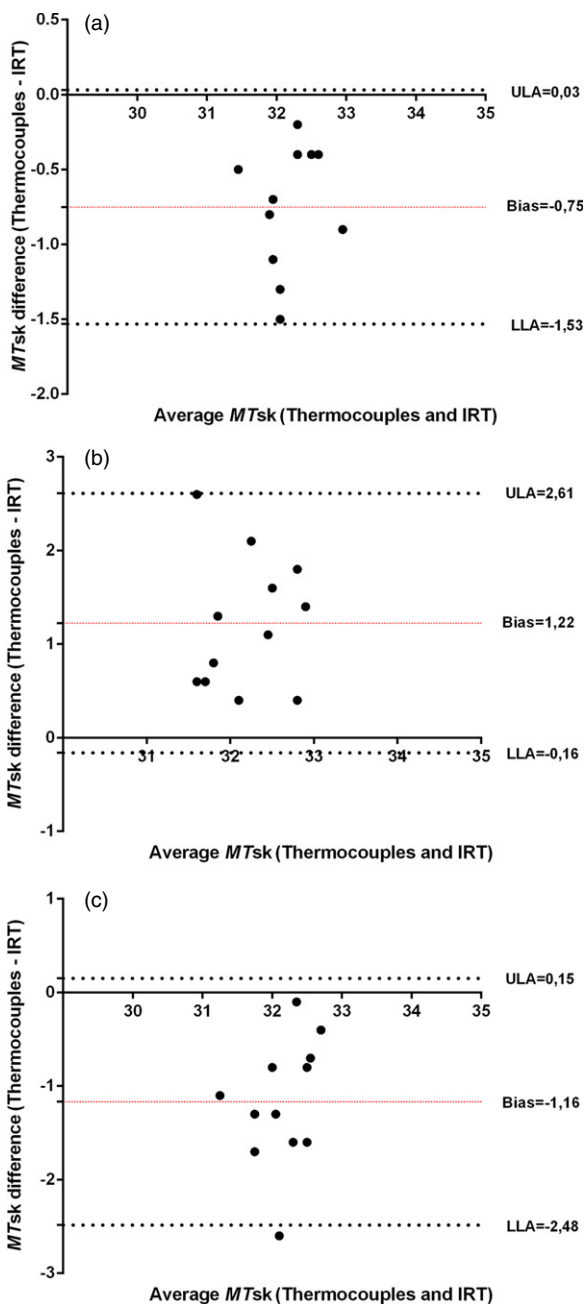 (a)
0.5
ULA=0,03
0.0
30 31 32 33 34 35
-0.5
Bias=-0,75
-1.0
-1.5
LLA=-1,53
-2.0
MTsk difference (Thermocouples - IRT)
Average MTsk (Thermocouples and IRT)
(b)
3
ULA=2,61
2
Bias=1,22
1
0
LLA=-0,16
31 32 33 34 35
-1
MTsk difference (Thermocouples - IRT)
Average MTsk (Thermocouples and IRT)
(c)
1
ULA=0,15
0
30 31 32 33 34 35
-1
Bias=-1,16
-2
LLA=-2,48
-3
MTsk difference (Thermocouples - IRT)
Average MTsk (Thermocouples and IRT)